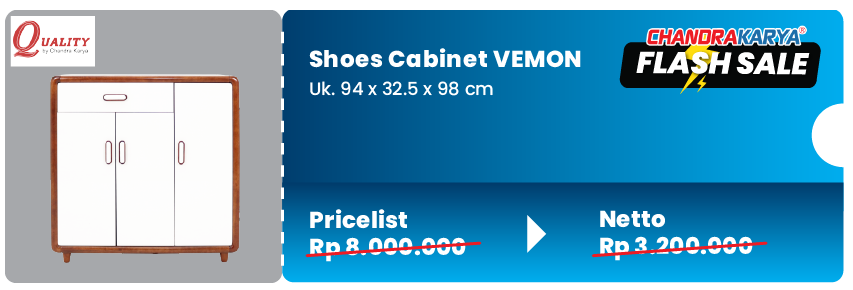 QUALITY
by Chandra Karya
Shoes Cabinet VEMON
Uk. 94 x 32.5 x 98 cm
CHANDRAKARYA®
FLASH SALE
Pricelist
Rp 8.000.000
Netto
Rp 3.200.000